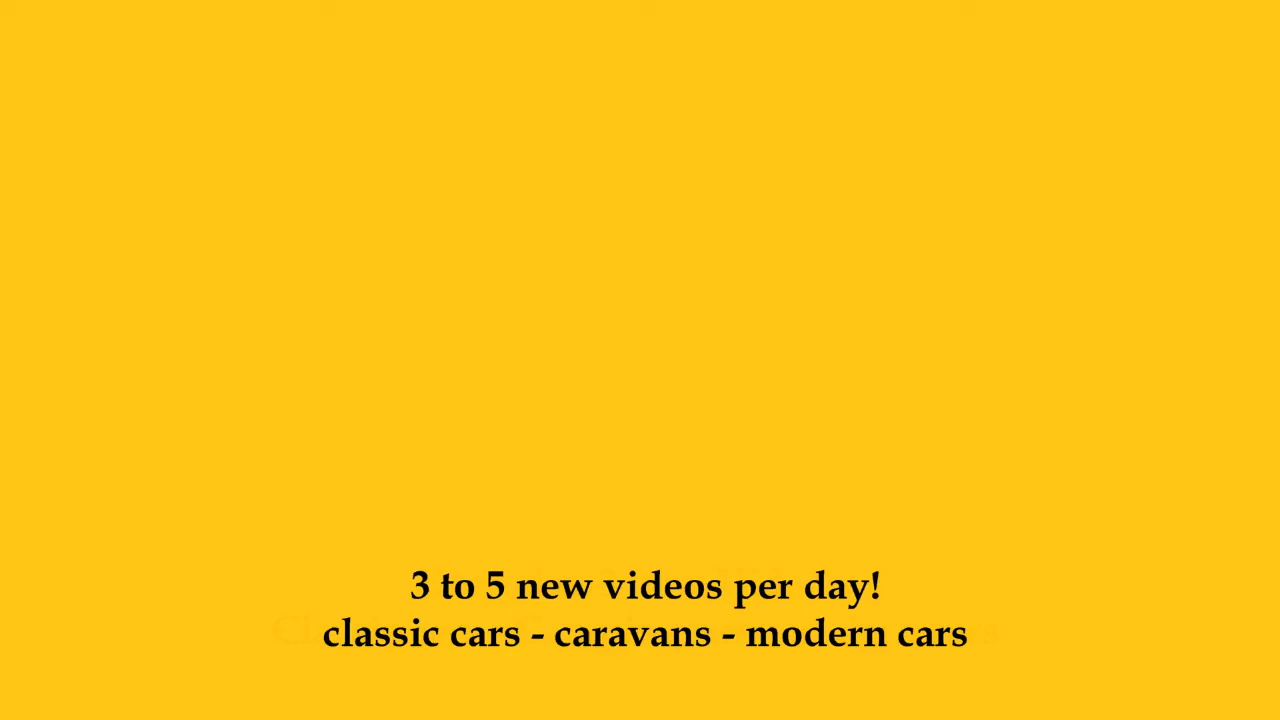 3 to 5 new videos per day!
classic cars - caravans - modern cars